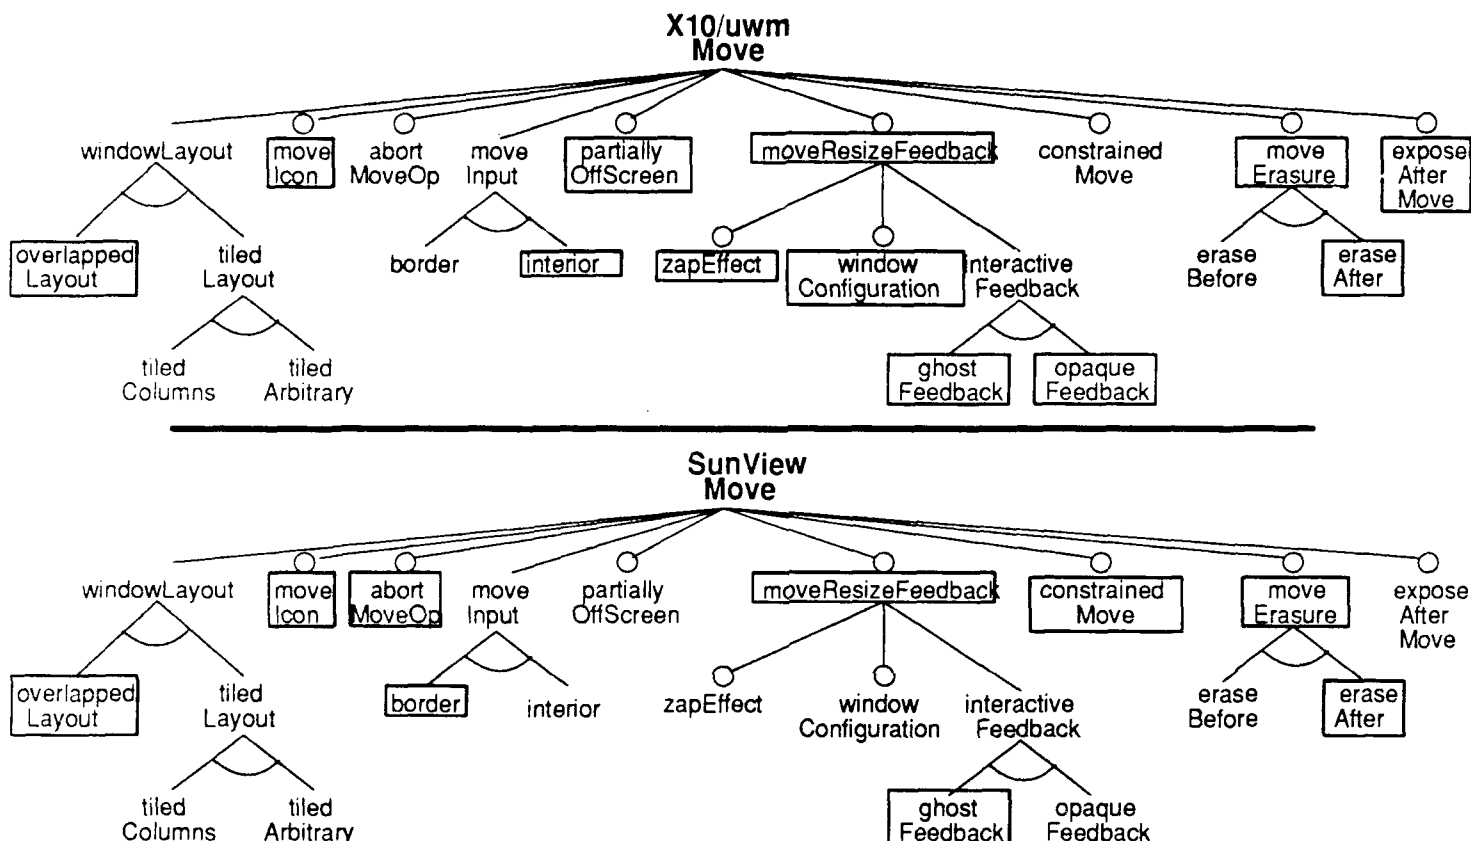 X10/uwm
Move
windowLayout
move
Icon
abort
MoveOp
move
Input
partially
OffScreen
moveResizeFeedback
constrained
Move
move
Erasure
expose
After
Move
overlapped
Layout
tiled
Layout
border
interior
zapEffect
window
Configuration
interactive
Feedback
erase
Before
erase
After
tiled
Columns
tiled
Arbitrary
ghost
Feedback
opaque
Feedback
SunView
Move
windowLayout
move
Icon
abort
MoveOp
move
Input
partially
OffScreen
moveResizeFeedback
constrained
Move
move
Erasure
expose
After
Move
overlapped
Layout
tiled
Layout
border
interior
zapEffect
window
Configuration
interactive
Feedback
erase
Before
erase
After
tiled
Columns
tiled
Arbitrary
ghost
Feedback
opaque
Feedback